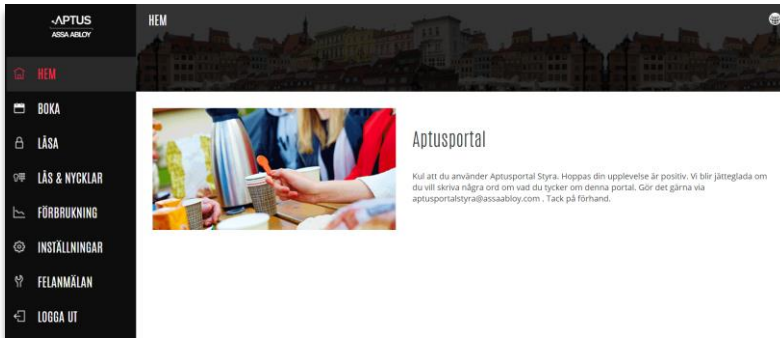 APTUS
ASSA ABLOY
HEM
HEM
BOKA
LÅSA
LÅS & NYCKLAR
FÖRBRUKNING
INSTÄLLNINGAR
FELANMÄLAN
LOGGA UT
Aptusportal
Kul att du använder Aptusportal Styra. Hoppas din upplevelse är positiv. Vi blir jätteglada om
du vill skriva några ord om vad du tycker om denna portal. Gör det gärna via
aptusportalstyra@assaabloy.com . Tack på förhand.